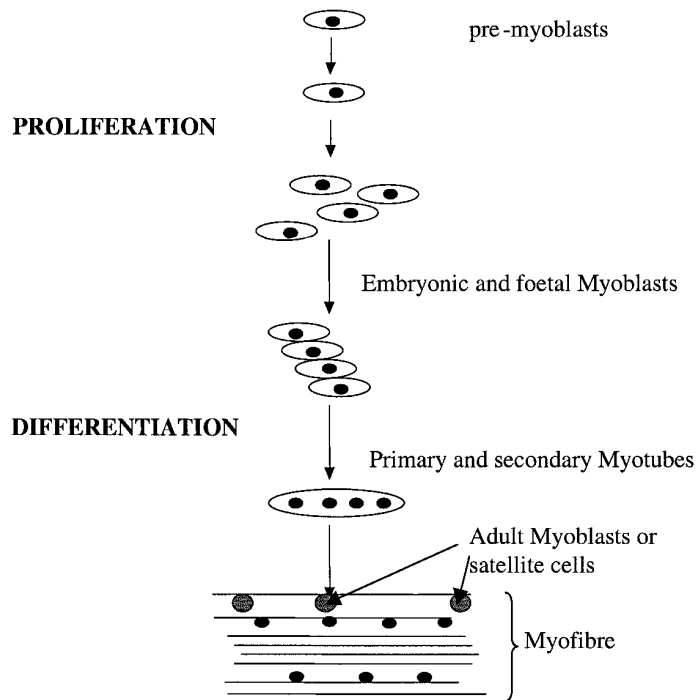 pre-myoblasts
PROLIFERATION
Embryonic and foetal Myoblasts
DIFFERENTIATION
Primary and secondary Myotubes
Adult Myoblasts or
satellite cells
Myofibre